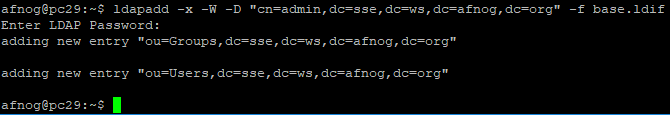 afnog@pc29:~$ ldapadd -x -W -D "cn=admin,dc=sse,dc=ws,dc=afnog,dc=org" -f base.ldif
Enter LDAP Password:
adding new entry "ou=Groups,dc=sse,dc=ws,dc=afnog,dc=org"
adding new entry "ou=Users,dc=sse,dc=ws,dc=afnog,dc=org"
afnog@pc29:~$